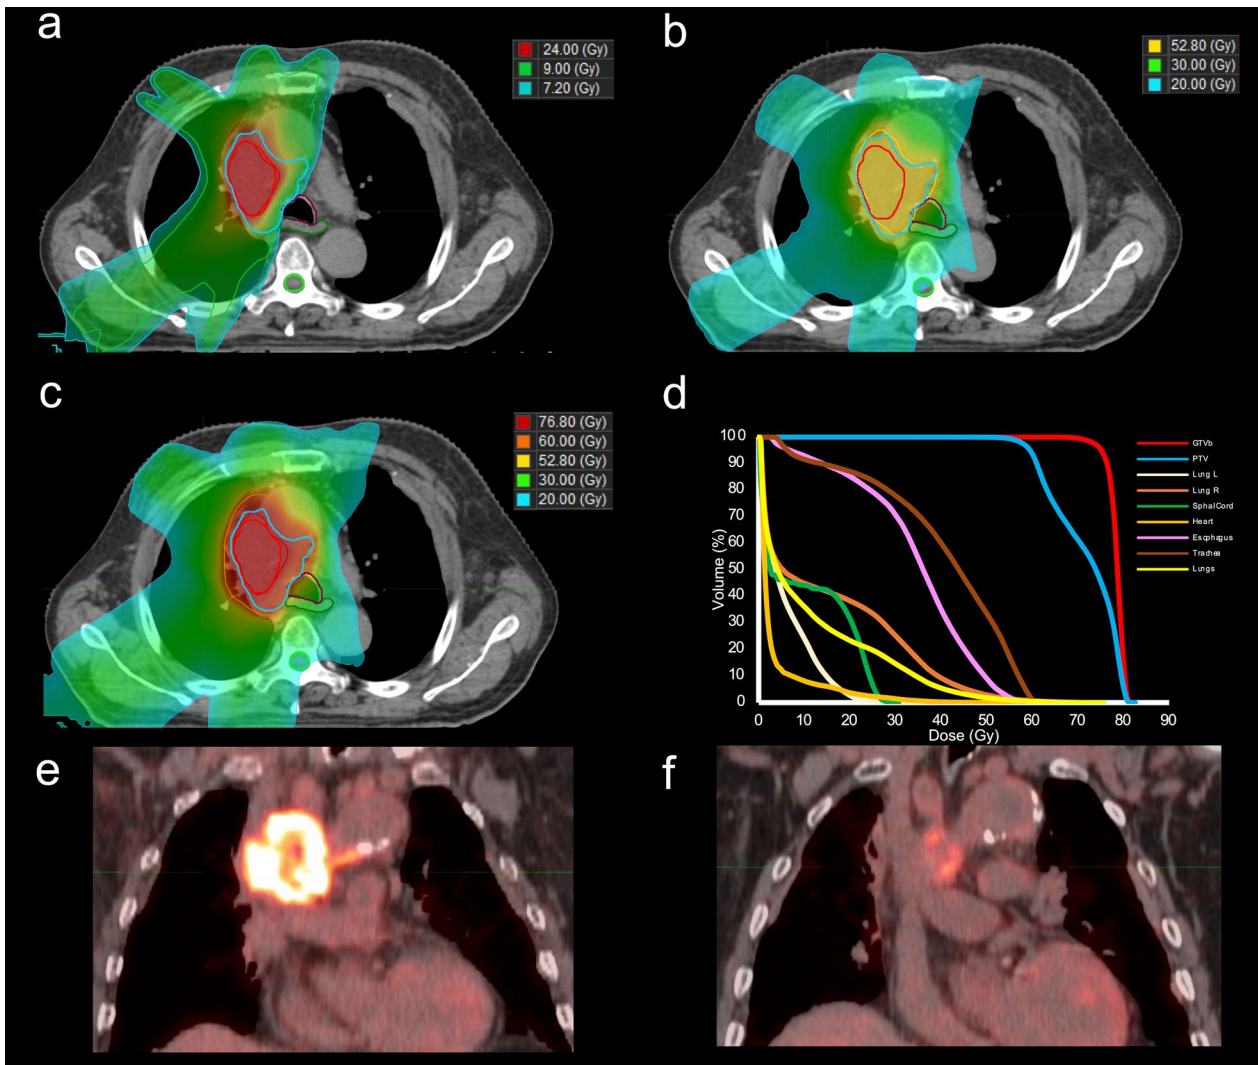 a
24.00 (Gy)
9.00 (Gy)
7.20 (Gy)
b
52.80 (Gy)
30.00 (Gy)
20.00 (Gy)
c
76.80 (Gy)
60.00 (Gy)
52.80 (Gy)
30.00 (Gy)
20.00 (Gy)
d
Volume (%)
100
90
80
70
60
50
40
30
20
10
0
0 10 20 30 40 50 60 70 80 90
Dose (Gy)
GTVb
PTV
Lung L
Lung R
SphalCord
Heart
Esophagus
Trachea
Lungs
e
f